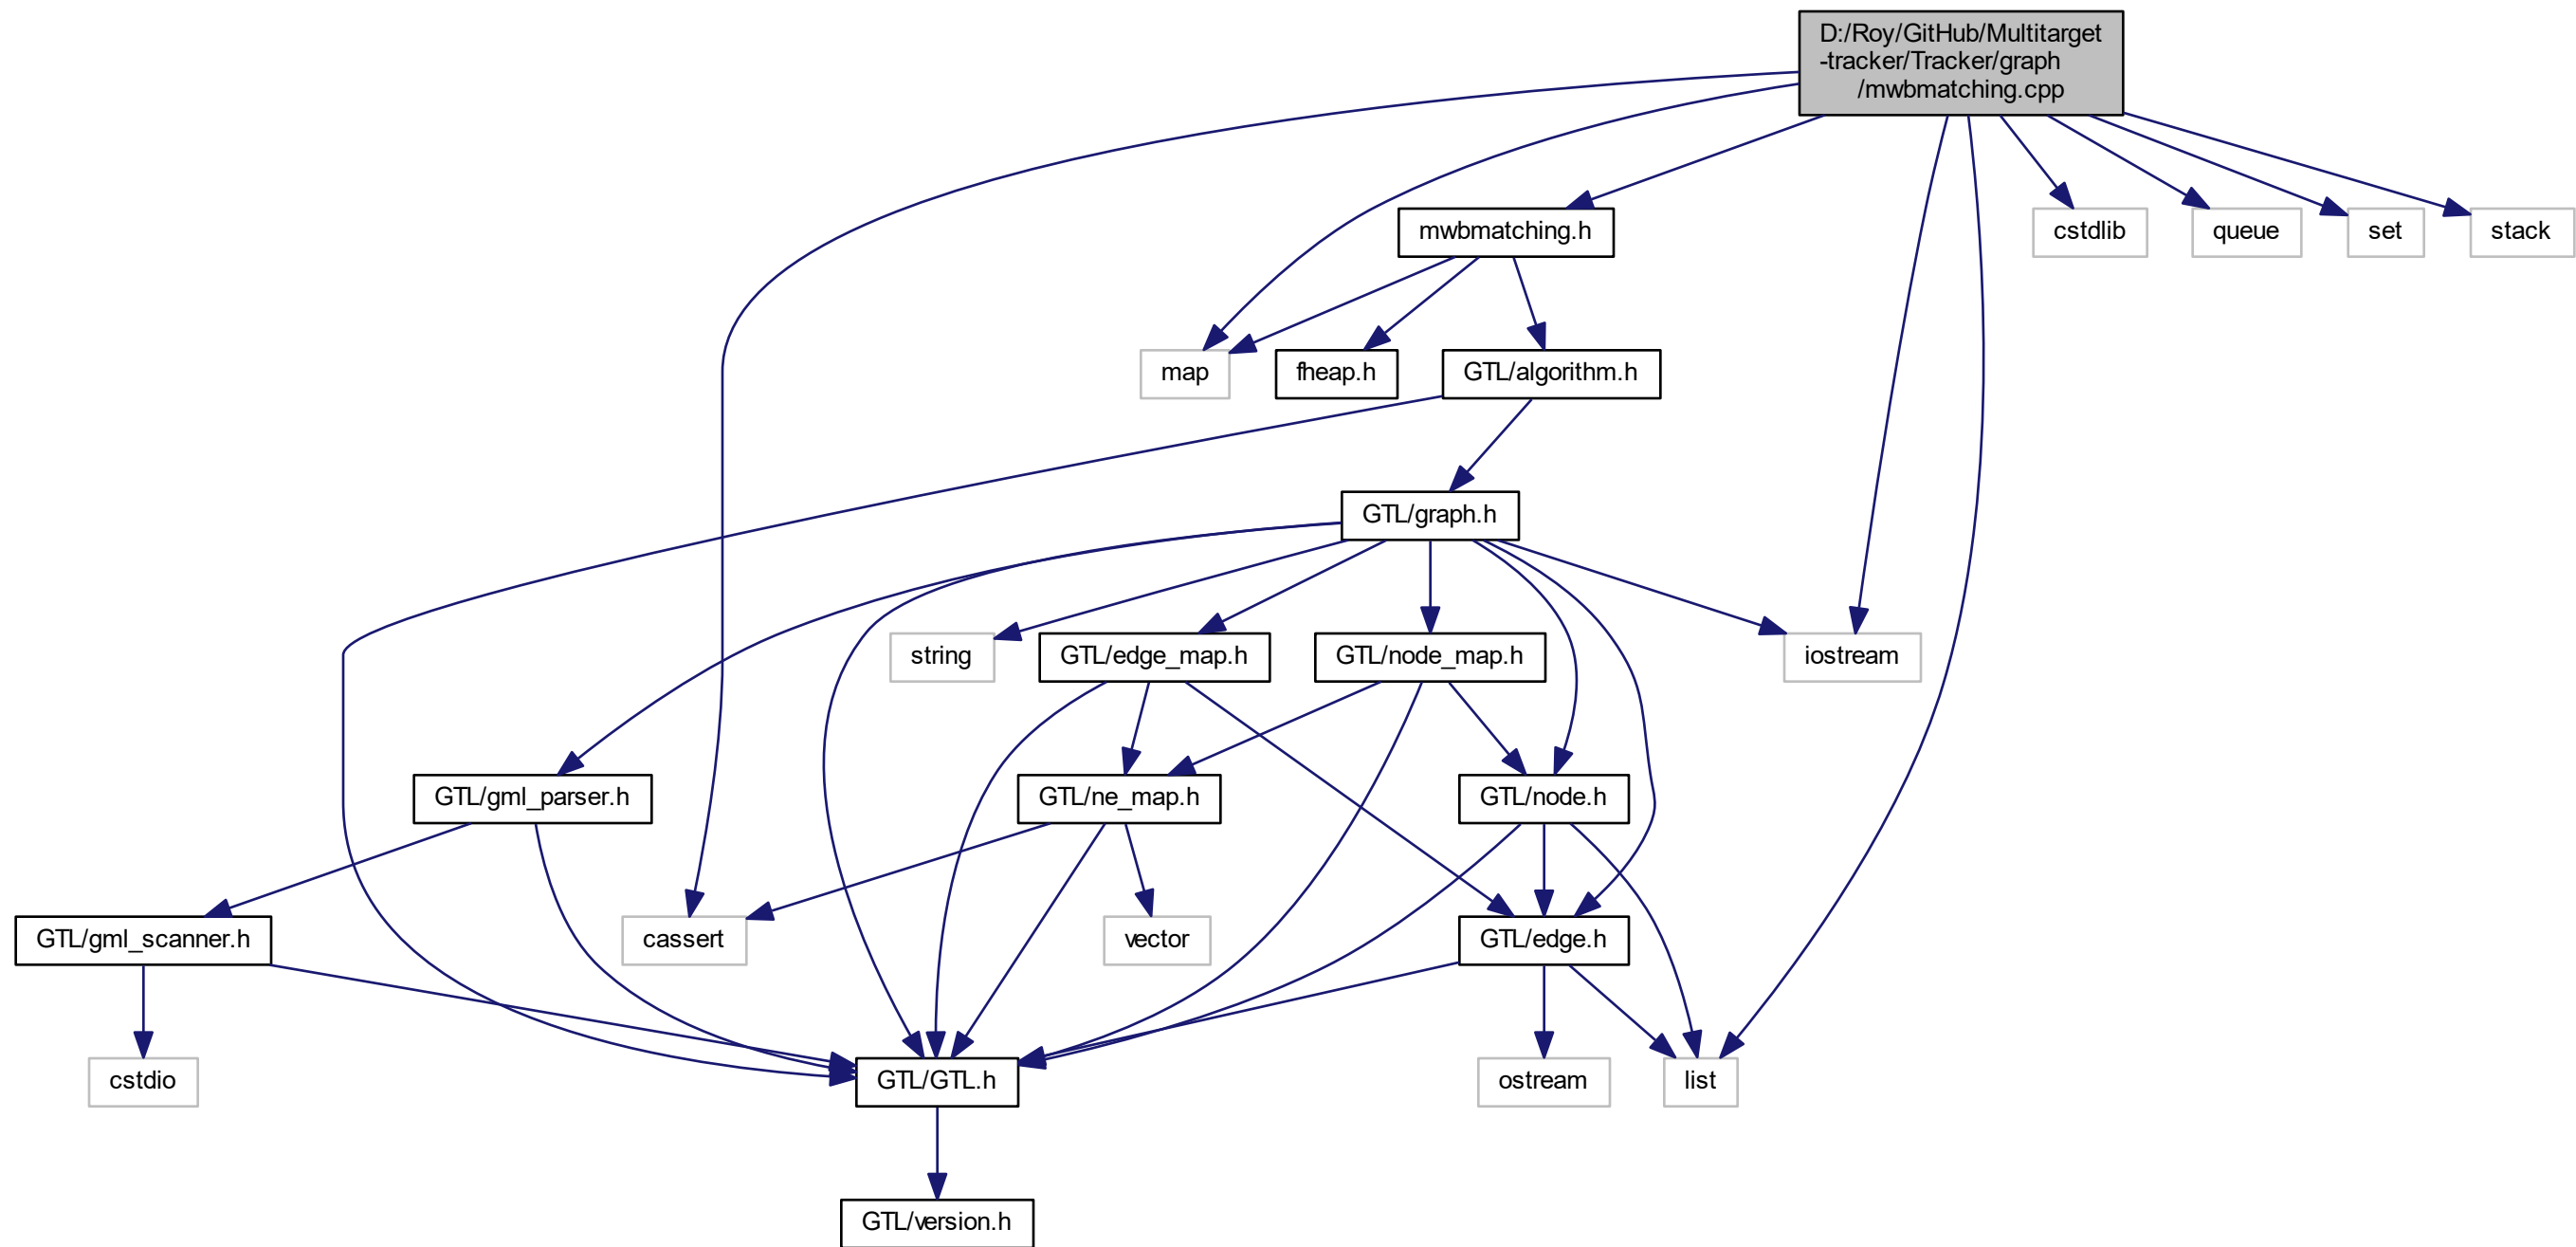 D:/Roy/GitHub/Multitarget
-tracker/Tracker/graph
/mwbmatching.cpp
mwbmatching.h
cstdlib
queue
set
stack
map
fheap.h
GTL/algorithm.h
GTL/graph.h
string
GTL/edge_map.h
GTL/node_map.h
iostream
GTL/gml_parser.h
GTL/ne_map.h
GTL/node.h
GTL/gml_scanner.h
cassert
vector
GTL/edge.h
cstdio
GTL/GTL.h
ostream
list
GTL/version.h